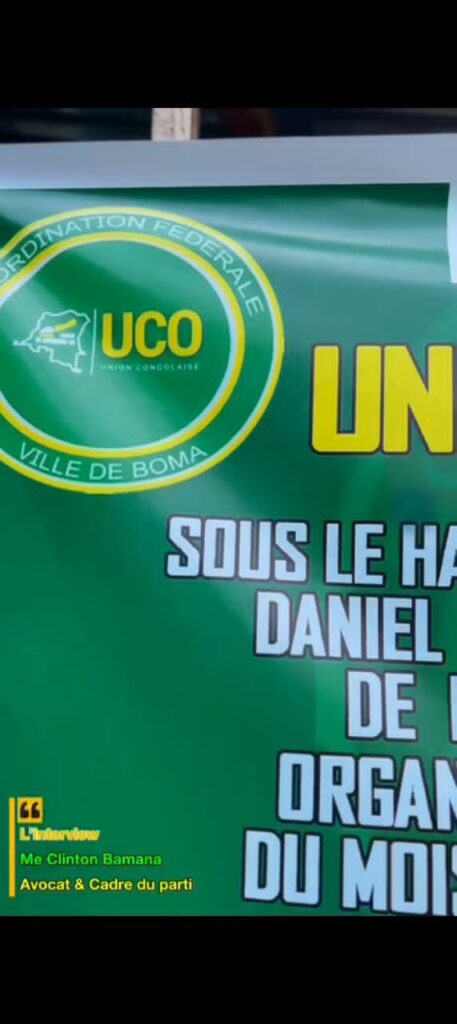 ORDINATION FEDERALE
UCO
UNION CONGOLAISE
VILLE DE BOMA
UN
SOUS LE HA
DANIEL
DE
ORGAN
DU MOIS
L'Interview
Me Clinton Bamana
Avocat & Cadre du parti